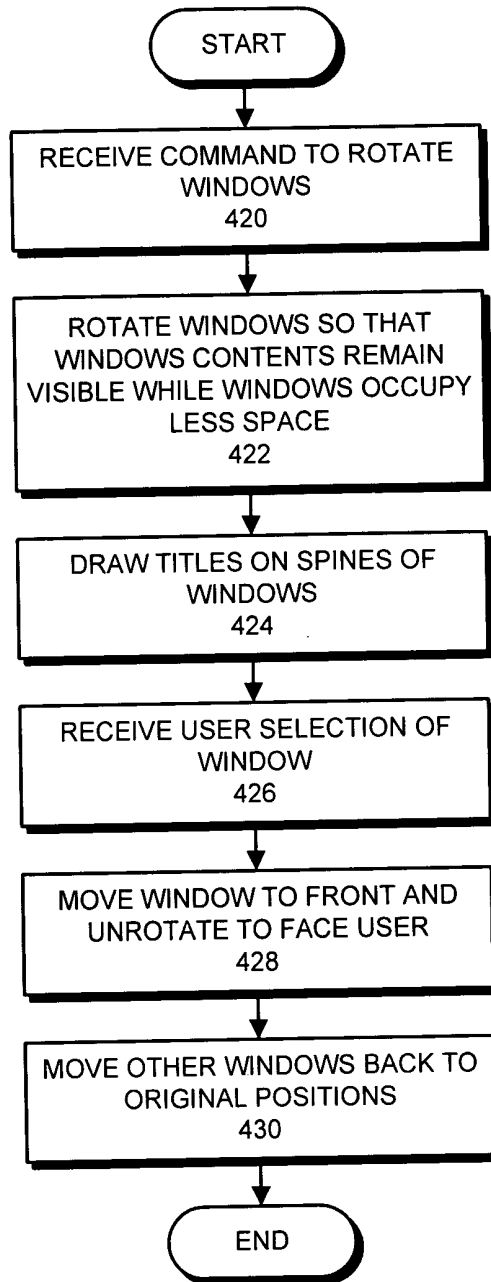 START
RECEIVE COMMAND TO ROTATE
WINDOWS
420
ROTATE WINDOWS SO THAT
WINDOWS CONTENTS REMAIN
VISIBLE WHILE WINDOWS OCCUPY
LESS SPACE
422
DRAW TITLES ON SPINES OF
WINDOWS
424
RECEIVE USER SELECTION OF
WINDOW
426
MOVE WINDOW TO FRONT AND
UNROTATE TO FACE USER
428
MOVE OTHER WINDOWS BACK TO
ORIGINAL POSITIONS
430
END